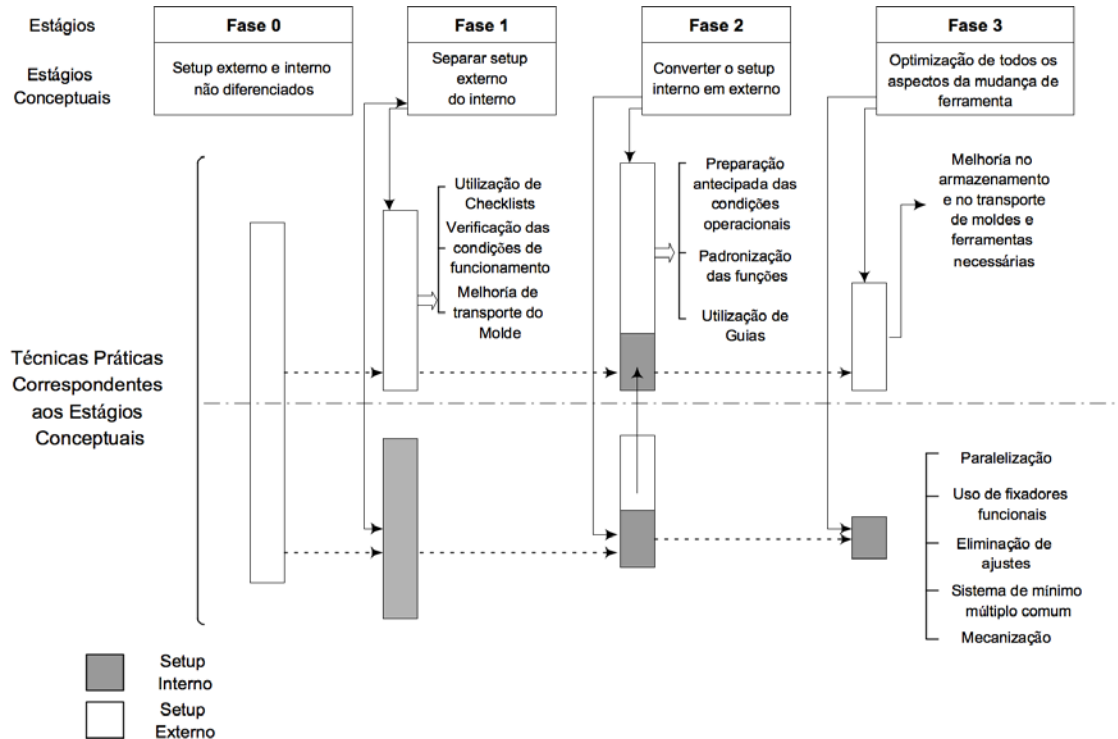 Estágios
Fase 0
Fase 1
Fase 2
Fase 3
Estágios
Conceptuais
Setup externo e interno
não diferenciados
Separar setup
externo
do interno
Converter o setup
interno em externo
Optimização de todos os
aspectos da mudança de
ferramenta
Utilização de
Checklists
Verificação das
condições de
funcionamento
Melhoría de
transporte do
Molde
Preparação
antecipada das
condições
operacionais
Padronização
das funções
Utilização de
Guias
Melhoría no
armazenamento
e no transporte
de moldes e
ferramentas
necessárias
Técnicas Práticas
Correspondentes
aos Estágios
Conceptuais
Paralelização
Uso de fixadores
funcionais
Eliminação de
ajustes
Sistema de mínimo
múltiplo comum
Mecanização
Setup
Interno
Setup
Externo